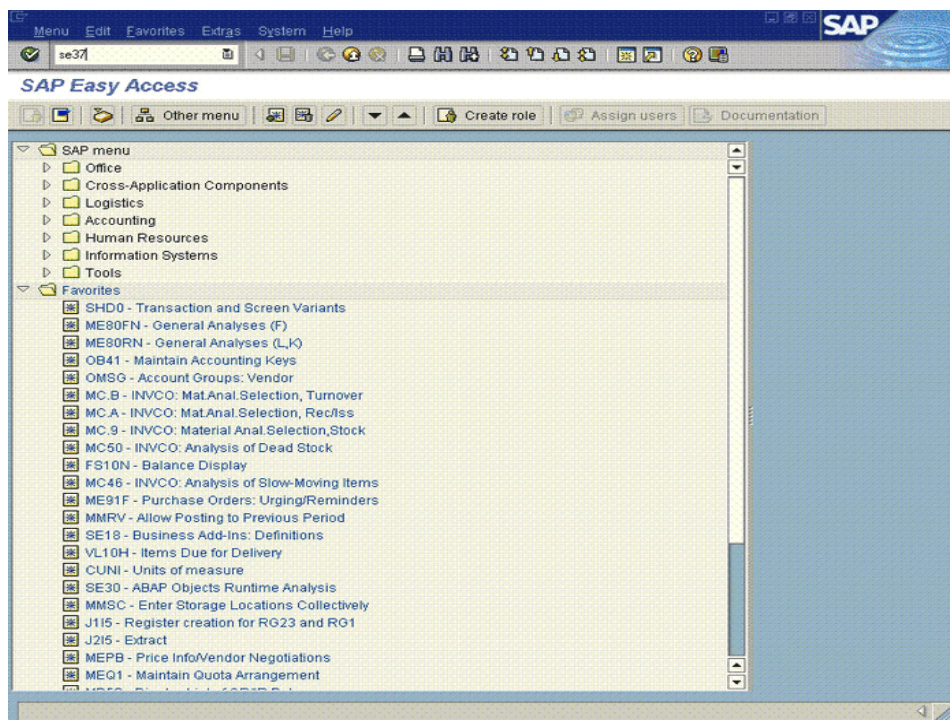 Menu Edit Favorites Extras System Help
SAP
se37
SAP Easy Access
Other menu Create role Assign users Documentation
SAP menu
Office
Cross-Application Components
Logistics
Accounting
Human Resources
Information Systems
Tools
Favorites
SHD0 - Transaction and Screen Variants
ME80FN - General Analyses (F)
ME80RN - General Analyses (L,K)
OB41 - Maintain Accounting Keys
OMSG - Account Groups: Vendor
MC.B - INVCO: Mat.Anal.Selection, Turnover
MC.A - INVCO: Mat.Anal.Selection, Rec/Iss
MC.9 - INVCO: Material Anal.Selection,Stock
MC50 - INVCO: Analysis of Dead Stock
FS10N - Balance Display
MC46 - INVCO: Analysis of Slow-Moving Items
ME91F - Purchase Orders: Urging/Reminders
MMRV - Allow Posting to Previous Period
SE18 - Business Add-Ins: Definitions
VL10H - Items Due for Delivery
CUNI - Units of measure
SE30 - ABAP Objects Runtime Analysis
MMSC - Enter Storage Locations Collectively
J1I5 - Register creation for RG23 and RG1
J2I5 - Extract
MEPB - Price Info/Vendor Negotiations
MEQ1 - Maintain Quota Arrangement